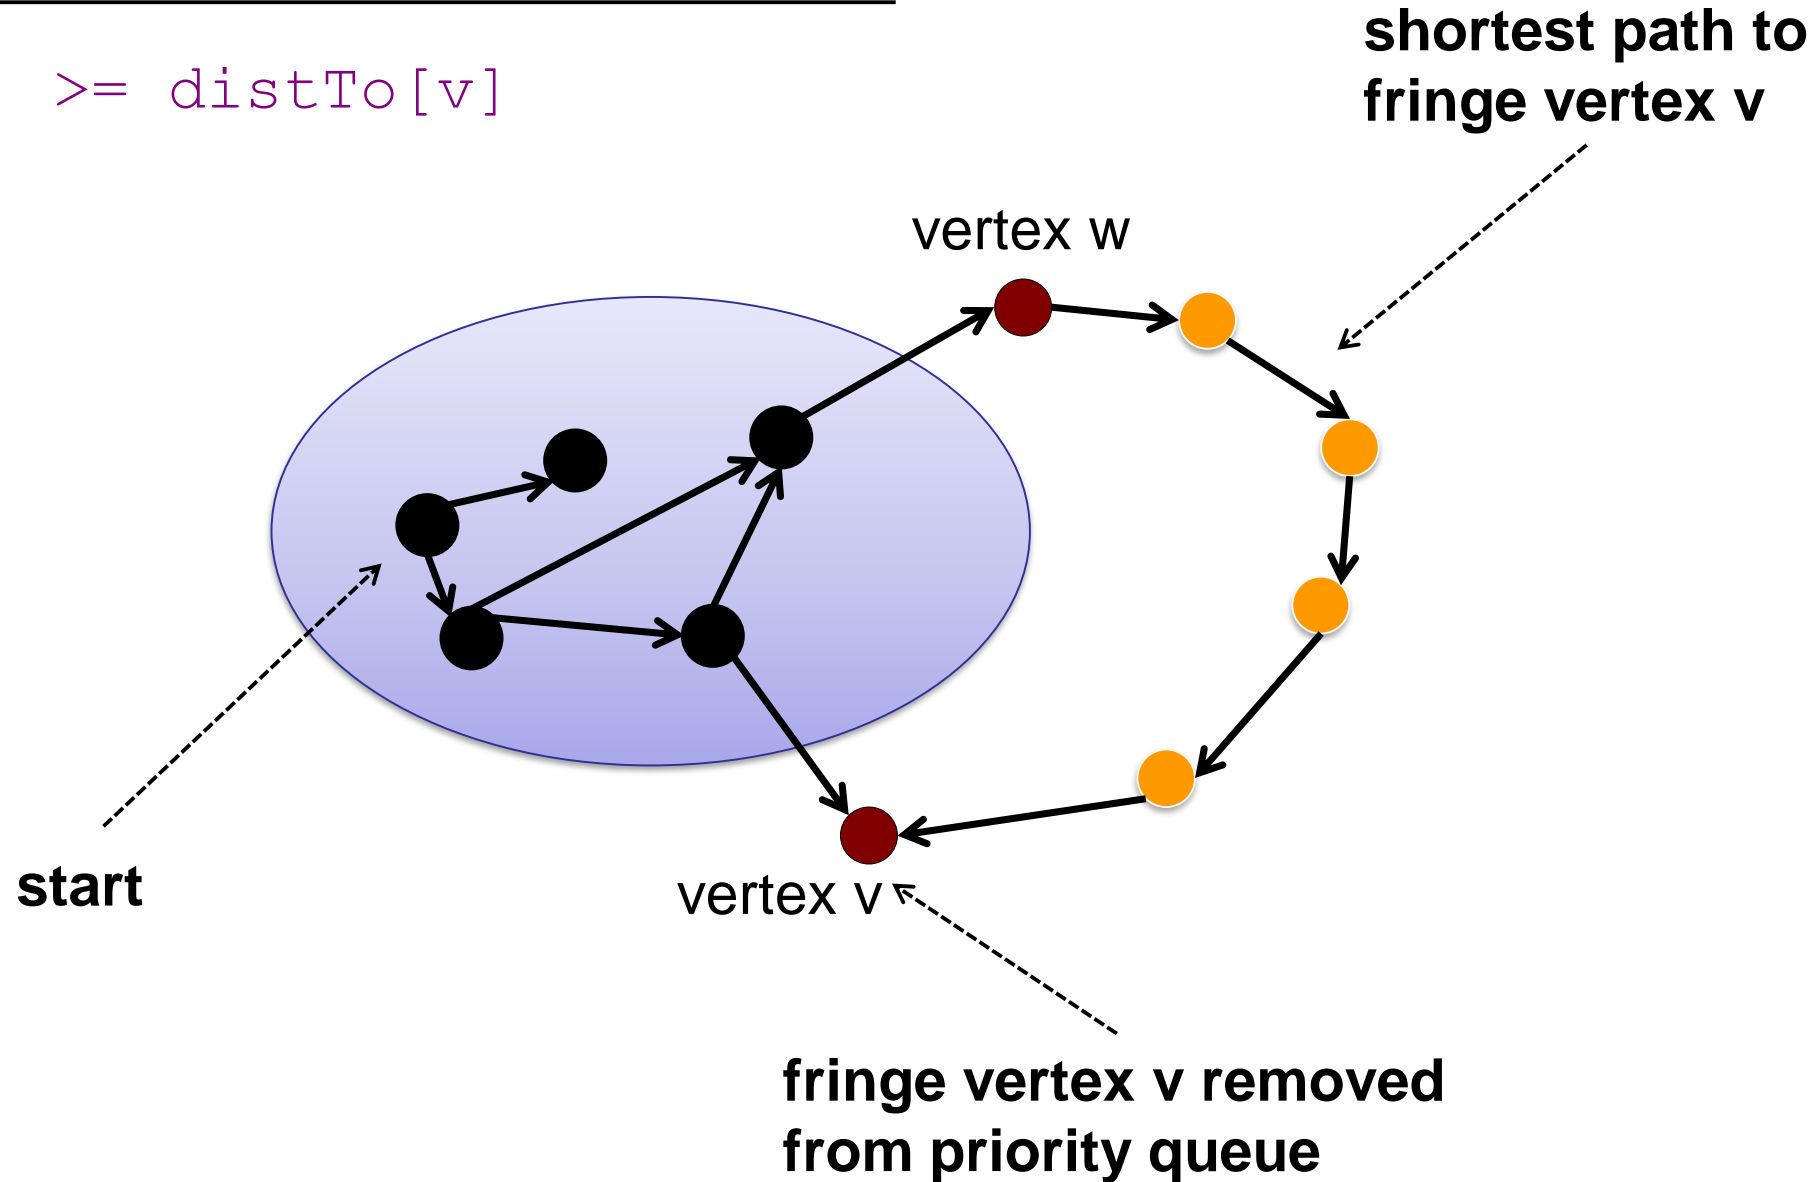 shortest path to
fringe vertex v
>= distTo[v]
vertex w
start
vertex v
fringe vertex v removed
from priority queue